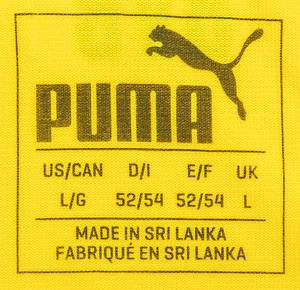 PUMA
US/CAN D/I E/F UK
L/G 52/54 52/54 L
MADE IN SRI LANKA
FABRIQUÉ EN SRI LANKA